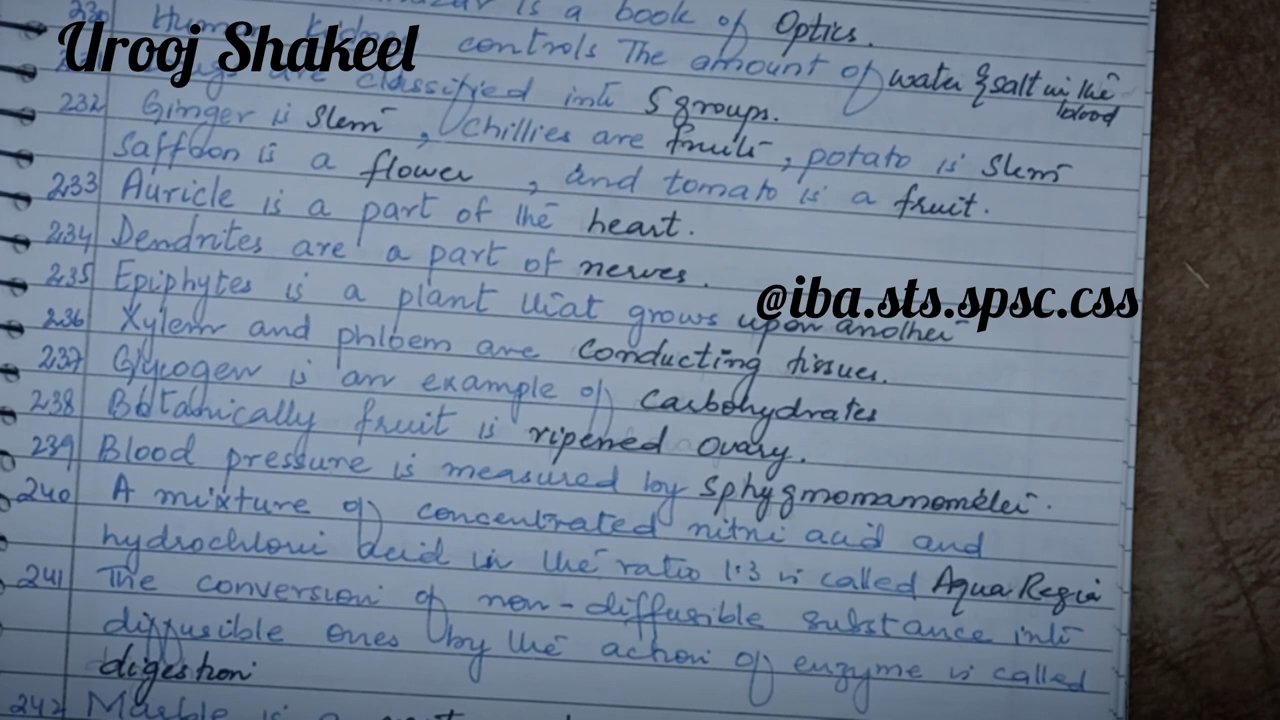 is a book of Optics.
230 Human Kidney controls The amount of water & salt in the
blood
are classified into 5 groups.
232 Ginger is Stem, Chillies are fruits, potato is Stem
Saffron is a flower, and tomato is a fruit.
233 Auricle is a part of the heart.
234 Dendrites are a part of nerves.
235 Epiphytes is a plant that grows upon another
236 Xylem and phloem are conducting tissues.
237 Glycogen is an example of Carbohydrates
238 Botanically fruit is ripened Ovary.
239 Blood pressure is measured by Sphygmomamometer.
240 A mixture of concentrated nitric acid and
hydrochloric acid in the ratio 1:3 is called Aqua Regia
241 The conversion of non-diffusible substance into
diffusible ones by the action of enzyme is called
digestion
242 Marble is a
Urooj Shakeel
@iba.sts.spsc.css